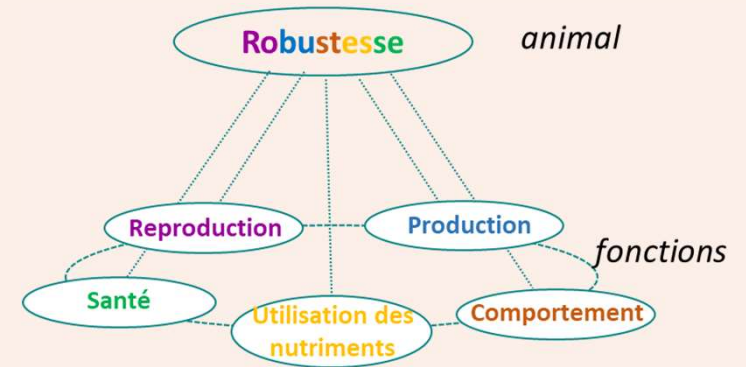 Robustesse
animal
Reproduction
Production
fonctions
Santé
Utilisation des
nutriments
Comportement